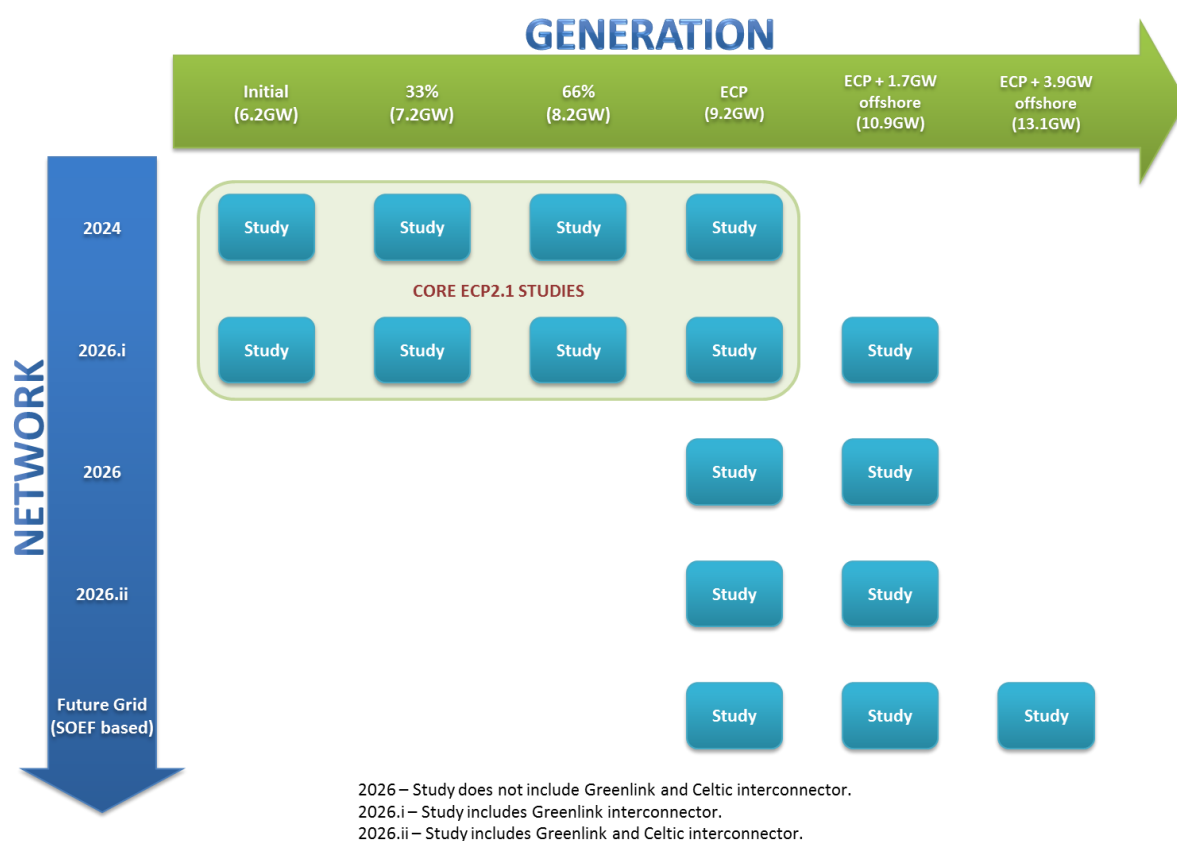 GENERATION
Initial
(6.2GW)
33%
(7.2GW)
66%
(8.2GW)
ECP
(9.2GW)
ECP + 1.7GW
offshore
(10.9GW)
ECP + 3.9GW
offshore
(13.1GW)
NETWORK
2024
Study
Study
Study
Study
CORE ECP2.1 STUDIES
2026.i
Study
Study
Study
Study
Study
2026
Study
Study
2026.ii
Study
Study
Future Grid
(SOEF based)
Study
Study
Study
2026 – Study does not include Greenlink and Celtic interconnector.
2026.i – Study includes Greenlink interconnector.
2026.ii – Study includes Greenlink and Celtic interconnector.